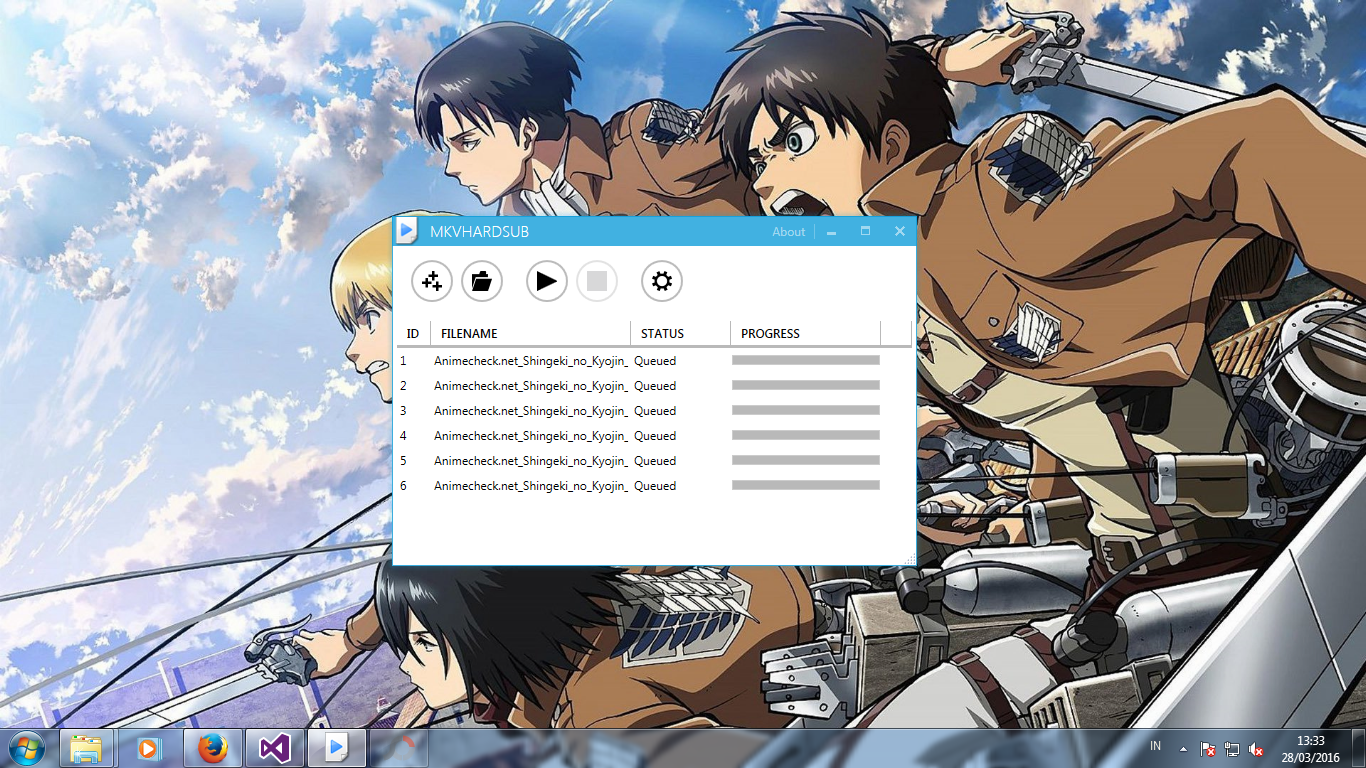 MKVHARDSUB About
ID FILENAME STATUS PROGRESS
1 Animecheck.net_Shingeki_no_Kyojin_ Queued
2 Animecheck.net_Shingeki_no_Kyojin_ Queued
3 Animecheck.net_Shingeki_no_Kyojin_ Queued
4 Animecheck.net_Shingeki_no_Kyojin_ Queued
5 Animecheck.net_Shingeki_no_Kyojin_ Queued
6 Animecheck.net_Shingeki_no_Kyojin_ Queued
IN 13:33
28/03/2016